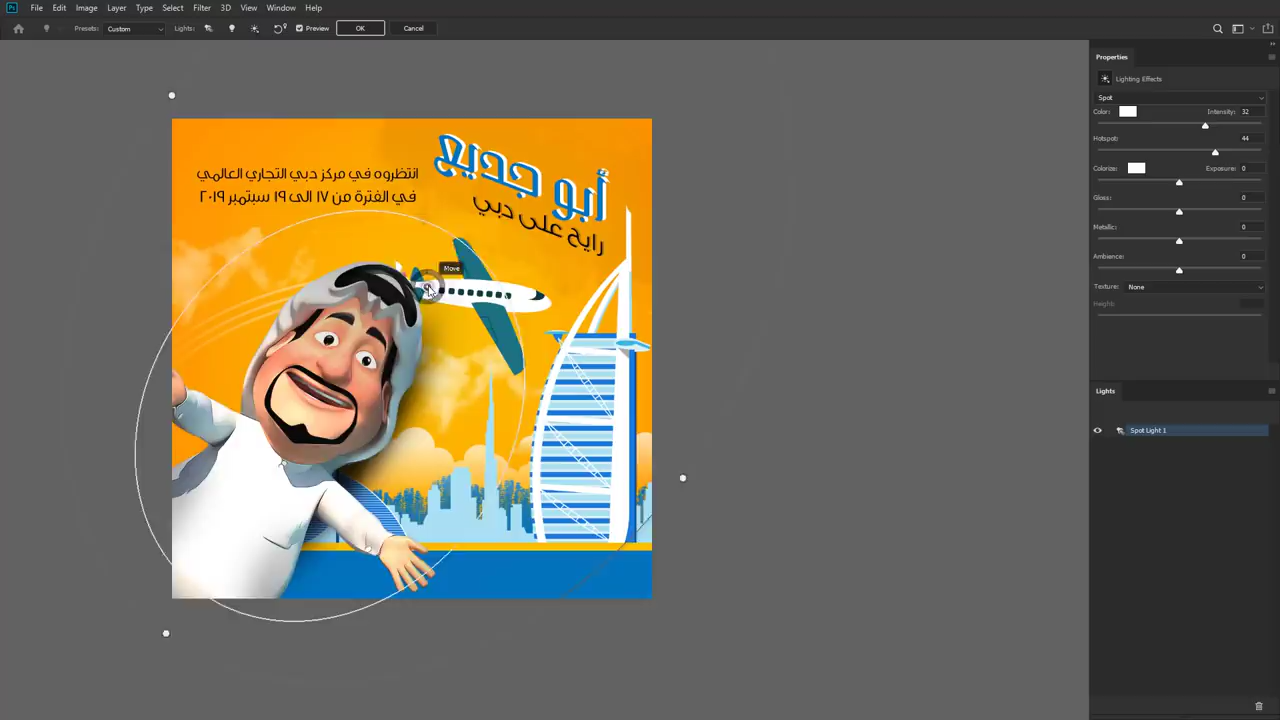 Ps File Edit Image Layer Type Select Filter 3D View Window Help
Presets: Custom Lights: Preview OK Cancel
Properties
Lighting Effects
Spot
Color: Intensity: 32
Hotspot: 44
Colorize: Exposure: 0
Gloss: 0
Metallic: 0
Ambience: 0
Texture: None
Height:
Lights
Spot Light 1
أبو جديع
رايح على دبي
انتظروه في مركز دبي التجاري العالمي
في الفترة من ١٧ الى ١٩ سبتمبر ٢٠١٩
Move